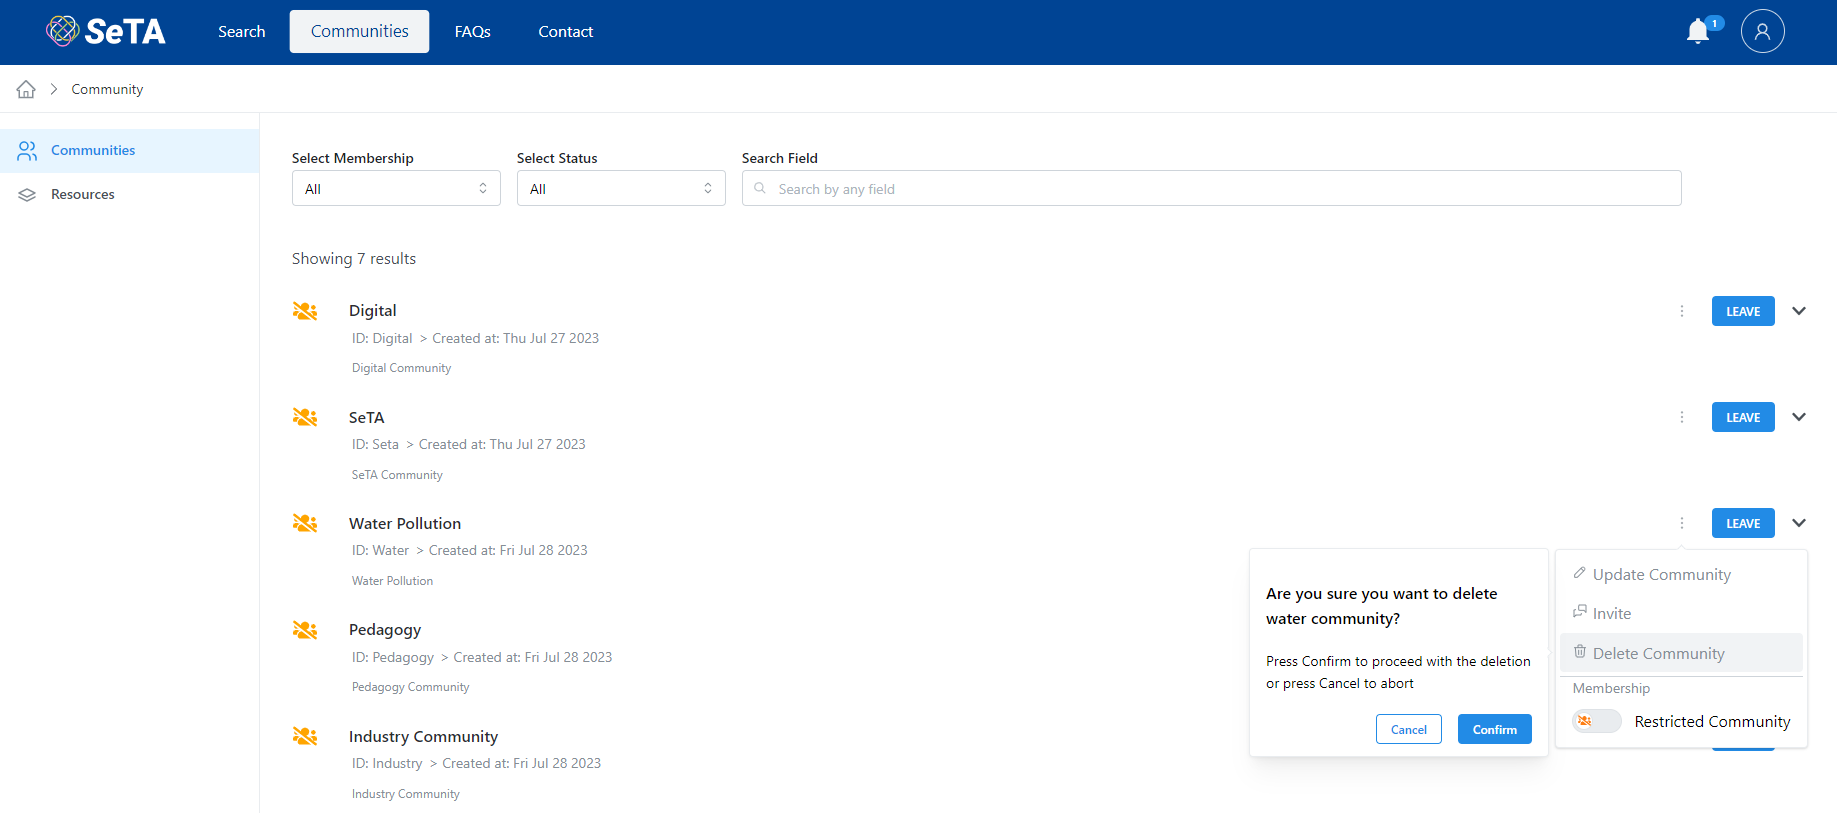 SeTA
Search
Communities
FAQs
Contact
1
Community
Communities
Resources
Select Membership
Select Status
Search Field
All
All
Search by any field
Showing 7 results
Digital
LEAVE
ID: Digital > Created at: Thu Jul 27 2023
Digital Community
SeTA
LEAVE
ID: Seta > Created at: Thu Jul 27 2023
SeTA Community
Water Pollution
LEAVE
ID: Water > Created at: Fri Jul 28 2023
Water Pollution
Pedagogy
ID: Pedagogy > Created at: Fri Jul 28 2023
Pedagogy Community
Industry Community
ID: Industry > Created at: Fri Jul 28 2023
Industry Community
Are you sure you want to delete
water community?
Press Confirm to proceed with the deletion
or press Cancel to abort
Cancel
Confirm
Update Community
Invite
Delete Community
Membership
Restricted Community